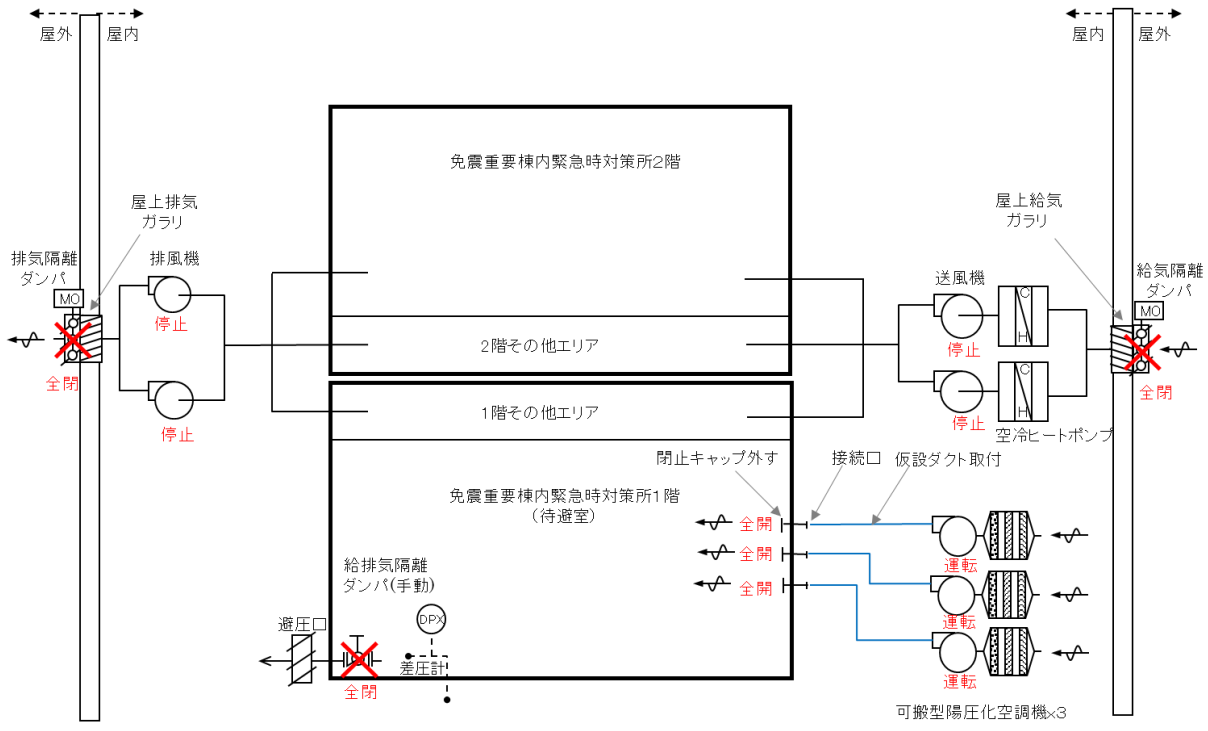 屋外
屋内
屋内
屋外
免震重要棟内緊急時対策所2階
屋上排気
ガラリ
屋上給気
ガラリ
排気隔離
ダンパ
MO
排風機
停止
停止
全閉
送風機
停止
停止
C
H
C
H
空冷ヒートポンプ
給気隔離
ダンパ
MO
全閉
2階その他エリア
1階その他エリア
閉止キャップ外す
接続口
仮設ダクト取付
免震重要棟内緊急時対策所1階
(待避室)
全開
全開
全開
運転
運転
運転
給排気隔離
ダンパ(手動)
DPX
避圧口
差圧計
全閉
可搬型陽圧化空調機×3